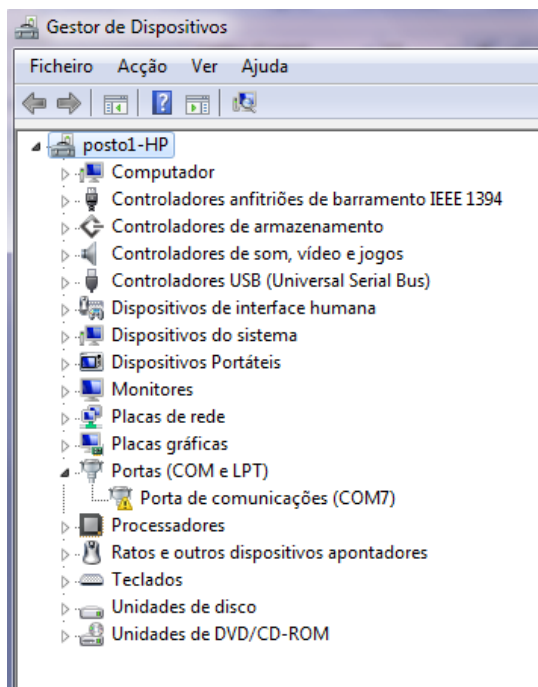 Gestor de Dispositivos
Ficheiro Acção Ver Ajuda
posto1-HP
Computador
Controladores anfitriões de barramento IEEE 1394
Controladores de armazenamento
Controladores de som, vídeo e jogos
Controladores USB (Universal Serial Bus)
Dispositivos de interface humana
Dispositivos do sistema
Dispositivos Portáteis
Monitores
Placas de rede
Placas gráficas
Portas (COM e LPT)
Porta de comunicações (COM7)
Processadores
Ratos e outros dispositivos apontadores
Teclados
Unidades de disco
Unidades de DVD/CD-ROM